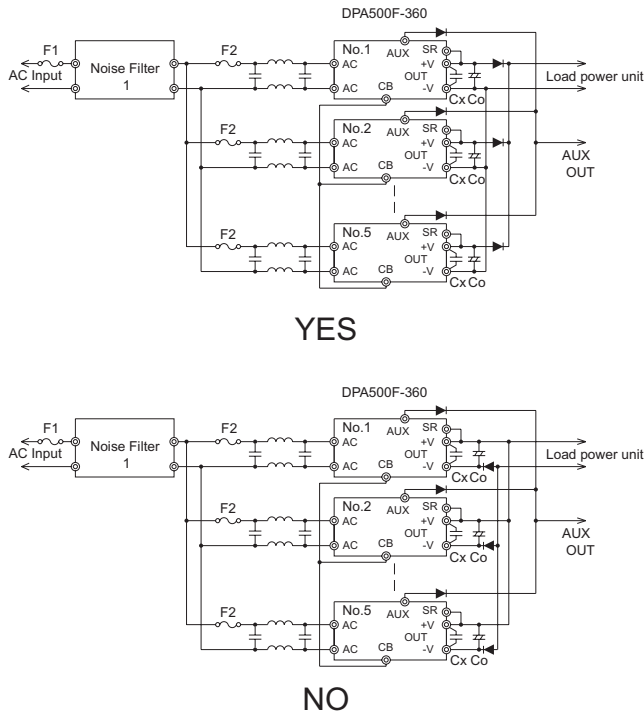 DPA500F-360
F1
AC Input
Noise Filter
1
F2
No.1
AC
AC
AUX
SR
+V
OUT
-V
CB
Cx Co
Load power unit
F2
No.2
AC
AC
AUX
SR
+V
OUT
-V
CB
Cx Co
AUX
OUT
F2
No.5
AC
AC
AUX
SR
+V
OUT
-V
CB
Cx Co
YES
DPA500F-360
F1
AC Input
Noise Filter
1
F2
No.1
AC
AC
AUX
SR
+V
OUT
-V
CB
Cx Co
Load power unit
F2
No.2
AC
AC
AUX
SR
+V
OUT
-V
CB
Cx Co
AUX
OUT
F2
No.5
AC
AC
AUX
SR
+V
OUT
-V
CB
Cx Co
NO